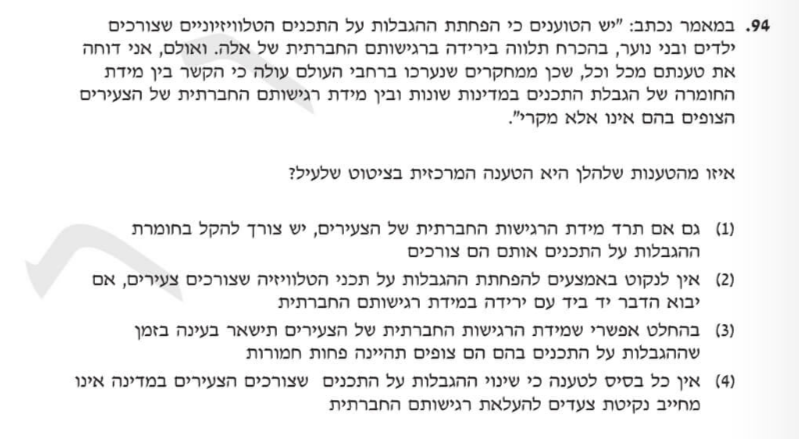 94. במאמר נכתב: "יש הטוענים כי הפחתת ההגבלות על התכנים הטלוויזיוניים שצורכים
ילדים ובני נוער, בהכרח תלווה בירידה ברגישותם החברתית של אלה. ואולם, אני דוחה
את טענתם מכל וכל, שכן ממחקרים שנערכו ברחבי העולם עולה כי הקשר בין מידת
החומרה של הגבלת התכנים במדינות שונות ובין מידת רגישותם החברתית של הצעירים
הצופים בהם אינו אלא מקרי".
איזו מהטענות שלהלן היא הטענה המרכזית בציטוט שלעיל?
(1) גם אם תרד מידת הרגישות החברתית של הצעירים, יש צורך להקל בחומרת
ההגבלות על התכנים אותם הם צורכים
(2) אין לנקוט באמצעים להפחתת ההגבלות על תכני הטלוויזיה שצורכים צעירים, אם
יבוא הדבר יד ביד עם ירידה במידת רגישותם החברתית
(3) בהחלט אפשרי שמידת הרגישות החברתית של הצעירים תישאר בעינה בזמן
שההגבלות על התכנים בהם הם צופים תהיינה פחות חמורות
(4) אין כל בסיס לטענה כי שינוי ההגבלות על התכנים שצורכים הצעירים במדינה אינו
מחייב נקיטת צעדים להעלאת רגישותם החברתית